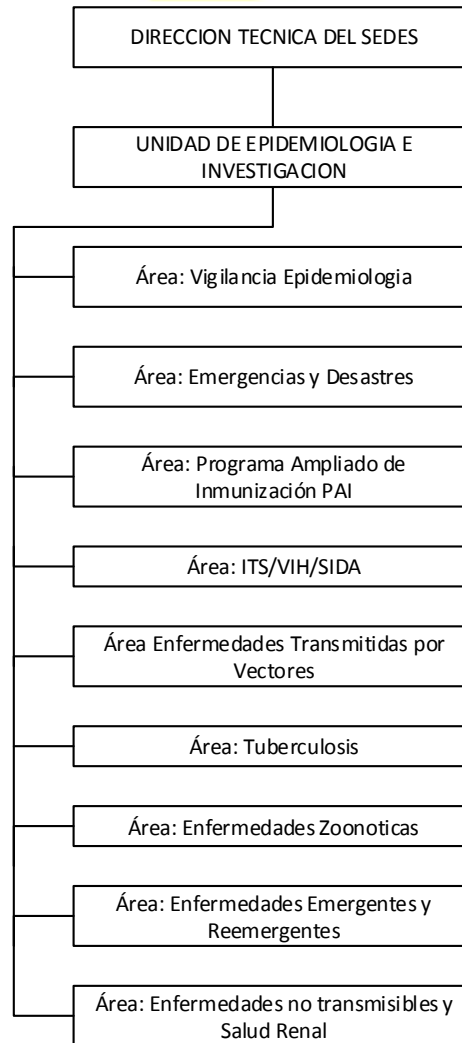 DIRECCION TECNICA DEL SEDES
UNIDAD DE EPIDEMIOLOGIA E
INVESTIGACION
Área: Vigilancia Epidemiologia
Área: Emergencias y Desastres
Área: Programa Ampliado de
Inmunización PAI
Área: ITS/VIH/SIDA
Área Enfermedades Transmitidas por
Vectores
Área: Tuberculosis
Área: Enfermedades Zoonoticas
Área: Enfermedades Emergentes y
Reemergentes
Área: Enfermedades no transmisibles y
Salud Renal